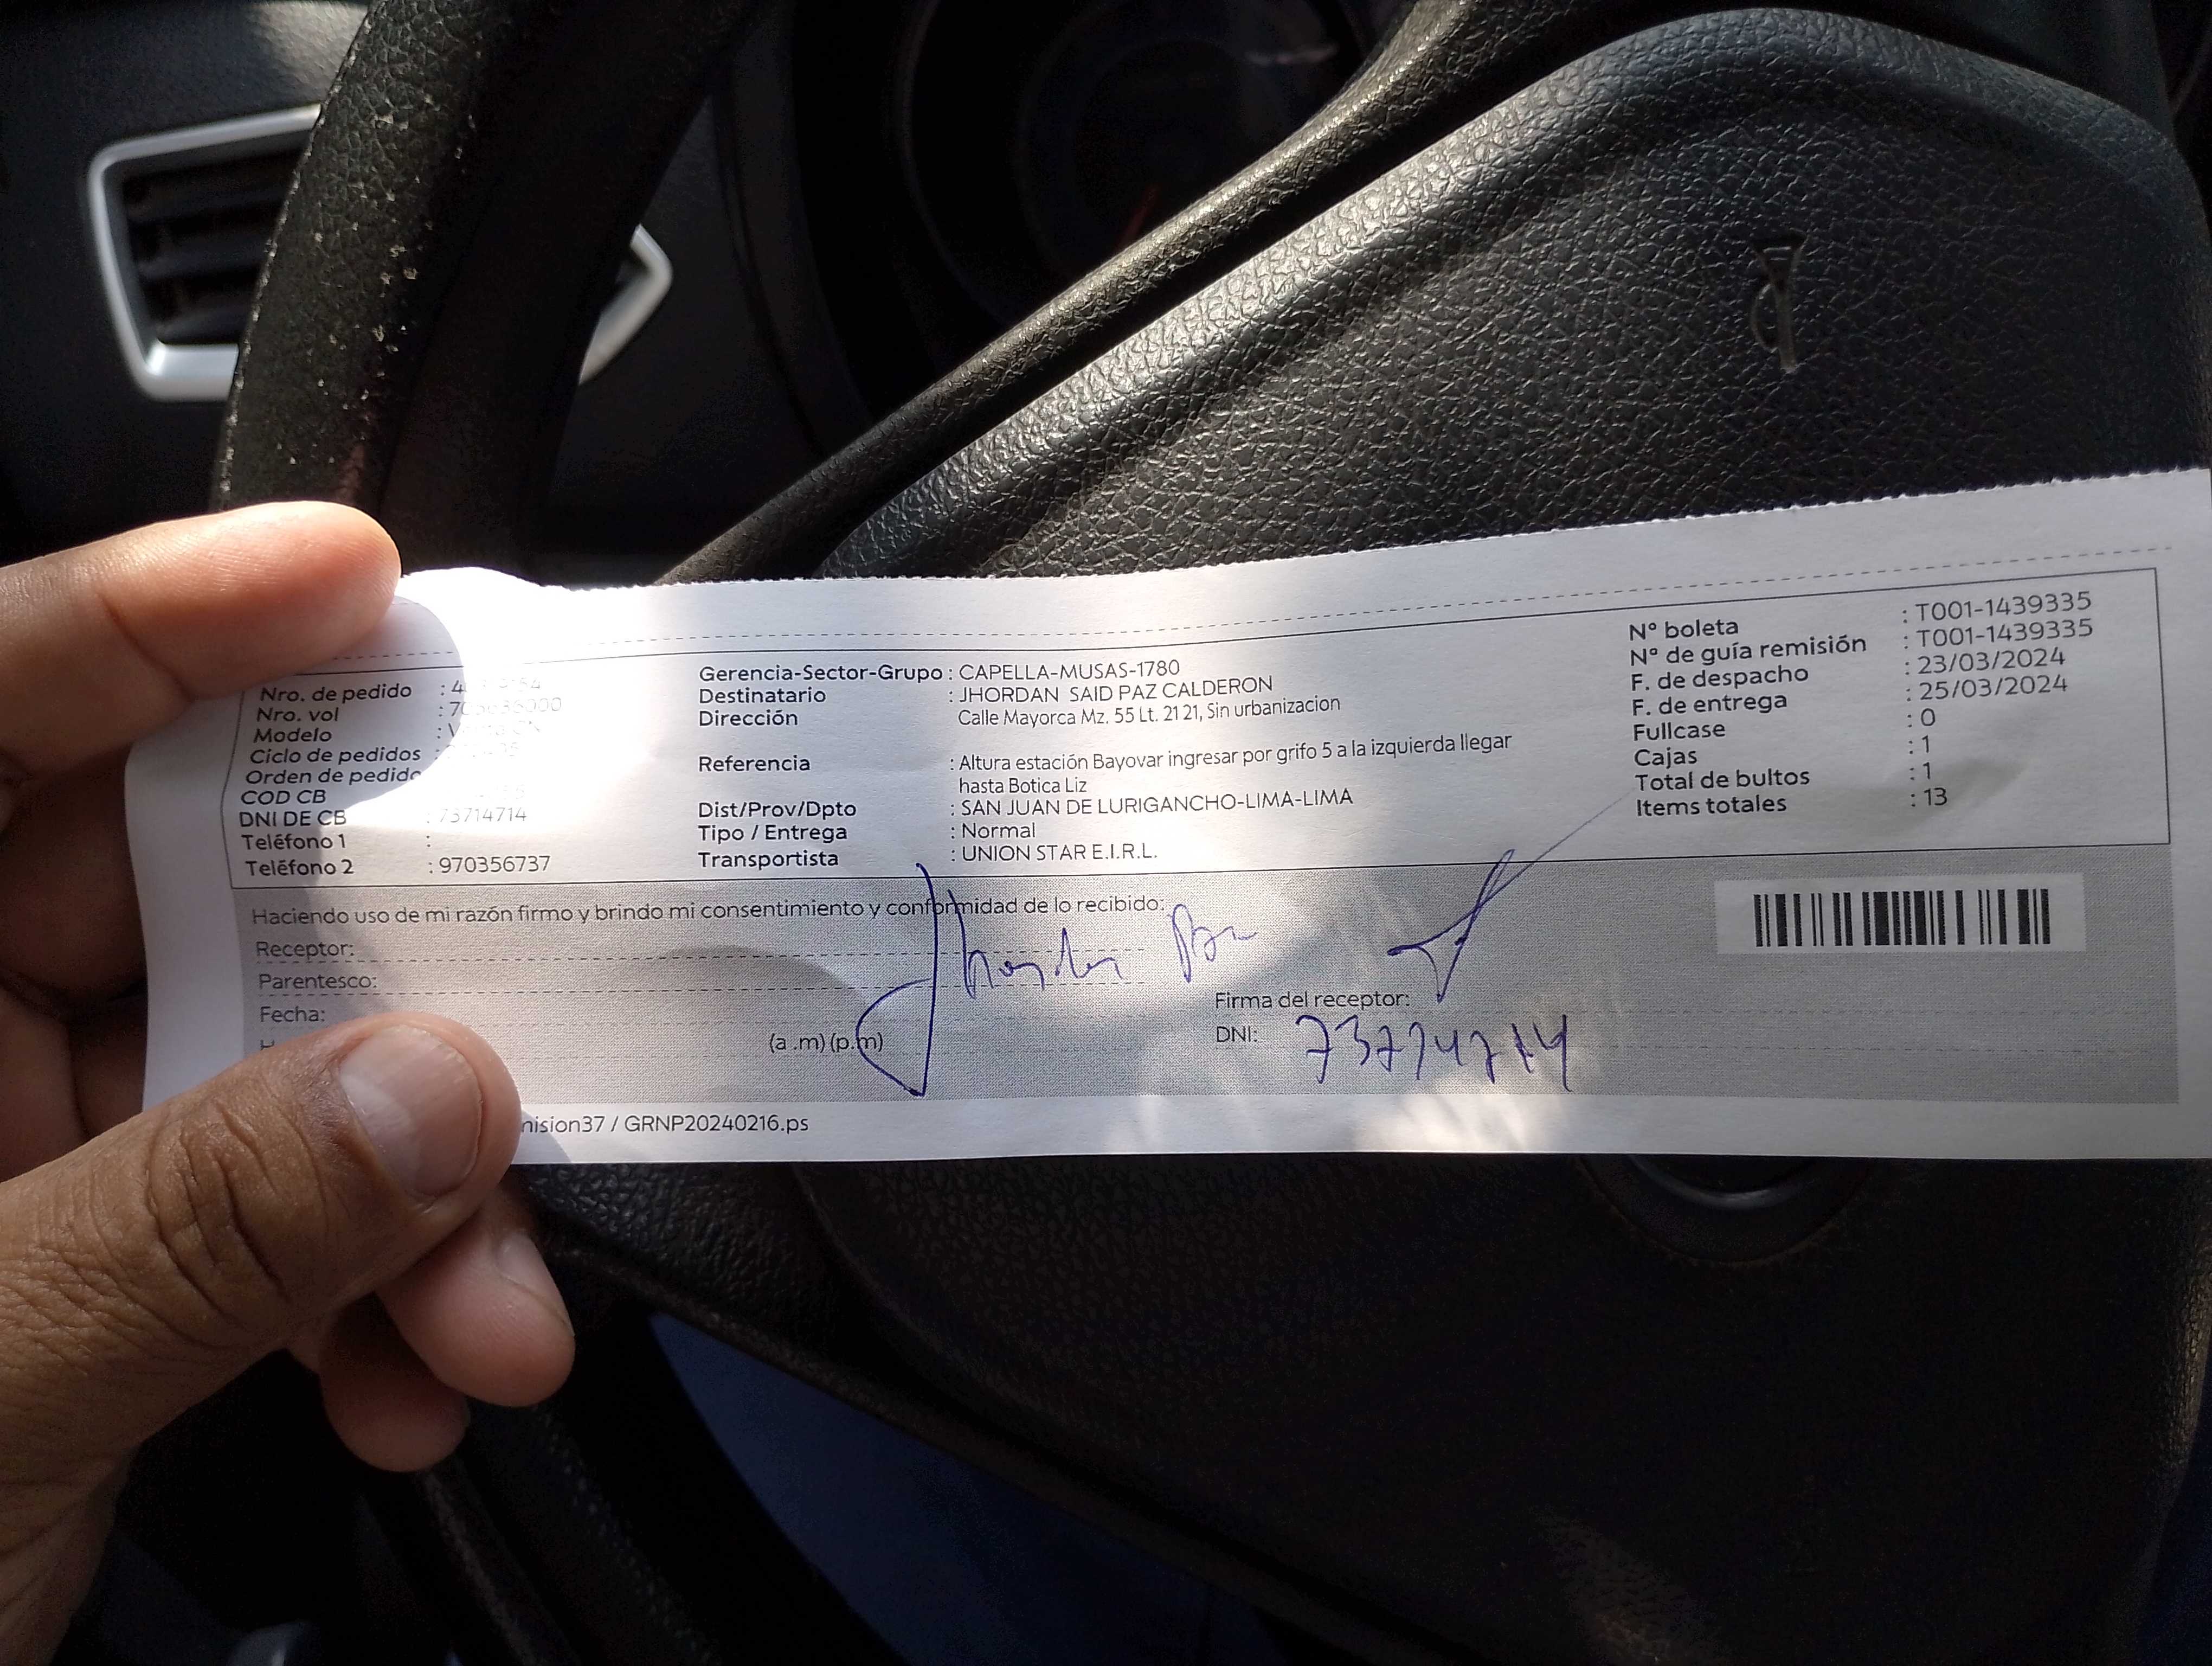 Nro. de pedido
Nro. vol
Modelo
Ciclo de pedidos
Orden de pedido
COD CB
DNI DE CB : 73714714
Teléfono 1 :
Teléfono 2 : 970356737
Gerencia-Sector-Grupo : CAPELLA-MUSAS-1780
Destinatario : JHORDAN SAID PAZ CALDERON
Dirección Calle Mayorca Mz. 55 Lt. 21 21, Sin urbanizacion
Referencia : Altura estación Bayovar ingresar por grifo 5 a la izquierda llegar
hasta Botica Liz
Dist/Prov/Dpto : SAN JUAN DE LURIGANCHO-LIMA-LIMA
Tipo / Entrega : Normal
Transportista : UNION STAR E.I.R.L.
Nº boleta : T001-1439335
Nº de guía remisión : T001-1439335
F. de despacho : 23/03/2024
F. de entrega : 25/03/2024
Fullcase : 0
Cajas : 1
Total de bultos : 1
Items totales : 13
Haciendo uso de mi razón firmo y brindo mi consentimiento y conformidad de lo recibido:
Receptor: Jhordan
Parentesco:
Fecha:
(a .m) (p.m)
Firma del receptor:
DNI: 73714714
nision37 / GRNP20240216.ps